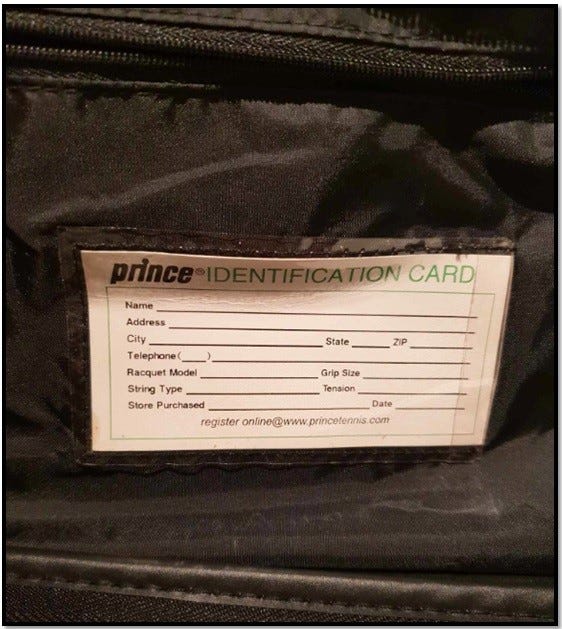 prince® IDENTIFICATION CARD
Name
Address
City State ZIP
Telephone( )
Racquet Model Grip Size
String Type Tension
Store Purchased Date
register online@www.princetennis.com